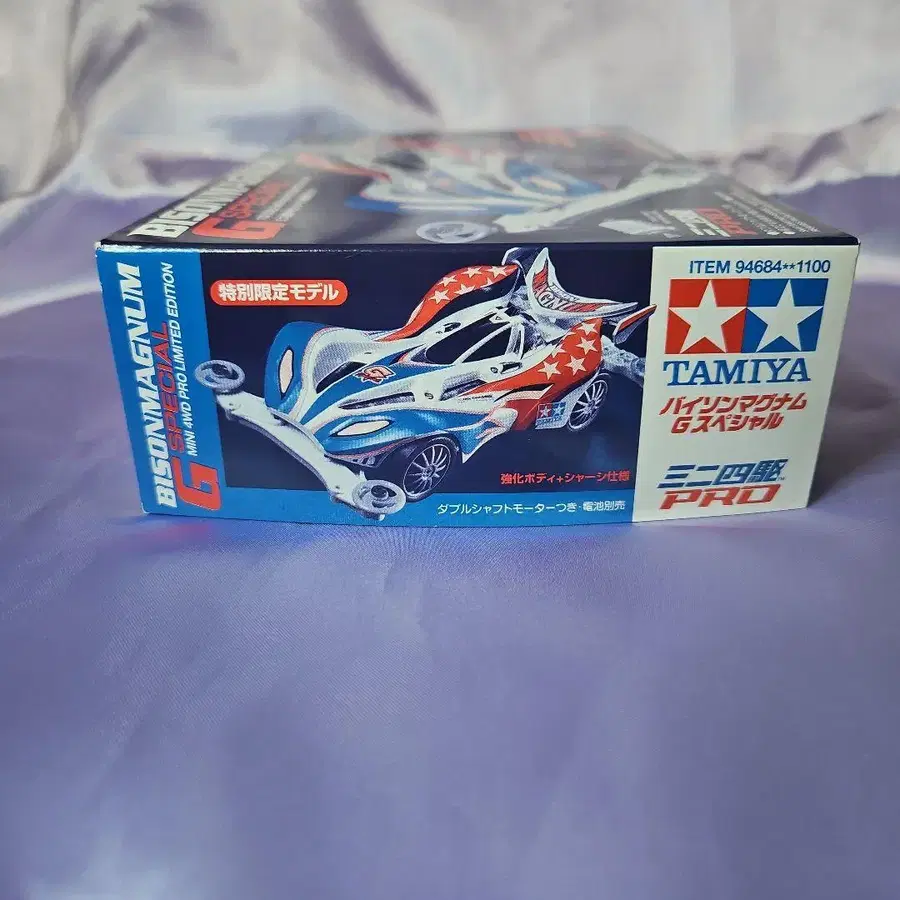 BISONMAGNUM
G SPECIAL
BISONMAGNUM
G SPECIAL
MINI 4WD PRO LIMITED EDITION
特別限定モデル
強化ボディ+シャーシ仕様
ダブルシャフトモーターつき・電池別売
ITEM 94684**1100
TAMIYA
バイソンマグナム
Gスペシャル
ミニ四駆
PRO